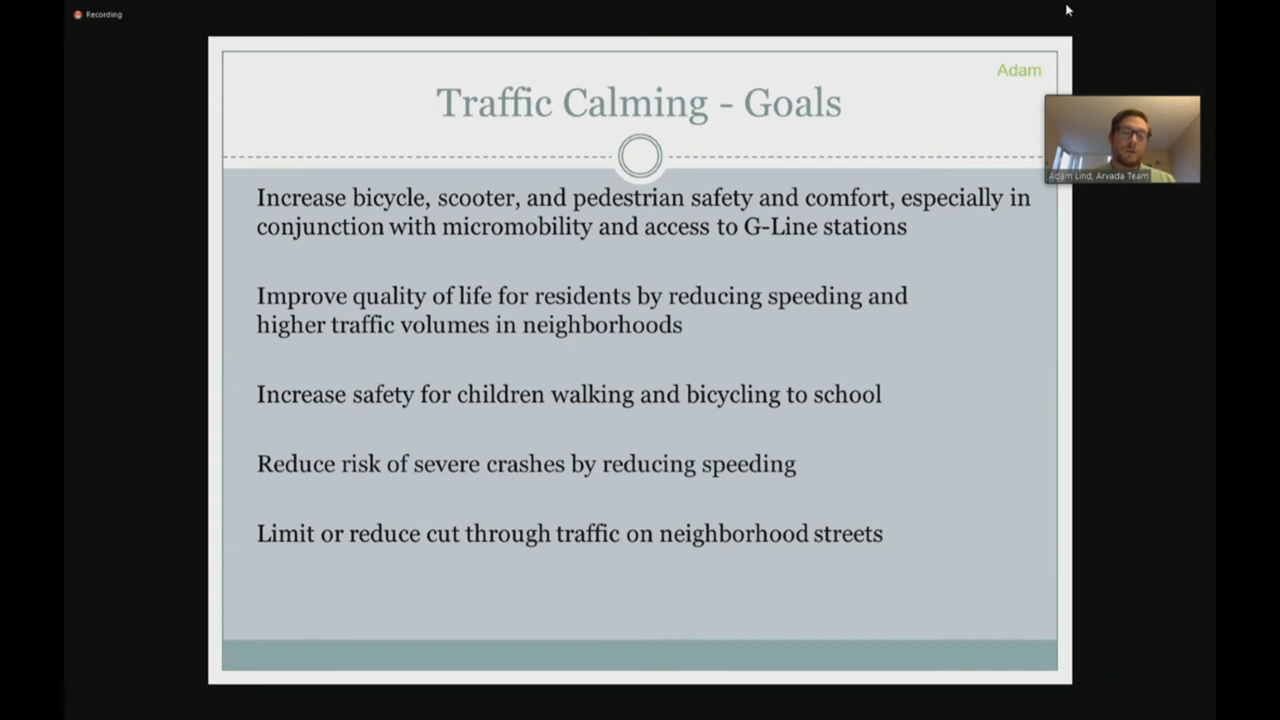 Recording
Adam
Traffic Calming - Goals
Adam Lind, Arvada Team
Increase bicycle, scooter, and pedestrian safety and comfort, especially in
conjunction with micromobility and access to G-Line stations
Improve quality of life for residents by reducing speeding and
higher traffic volumes in neighborhoods
Increase safety for children walking and bicycling to school
Reduce risk of severe crashes by reducing speeding
Limit or reduce cut through traffic on neighborhood streets